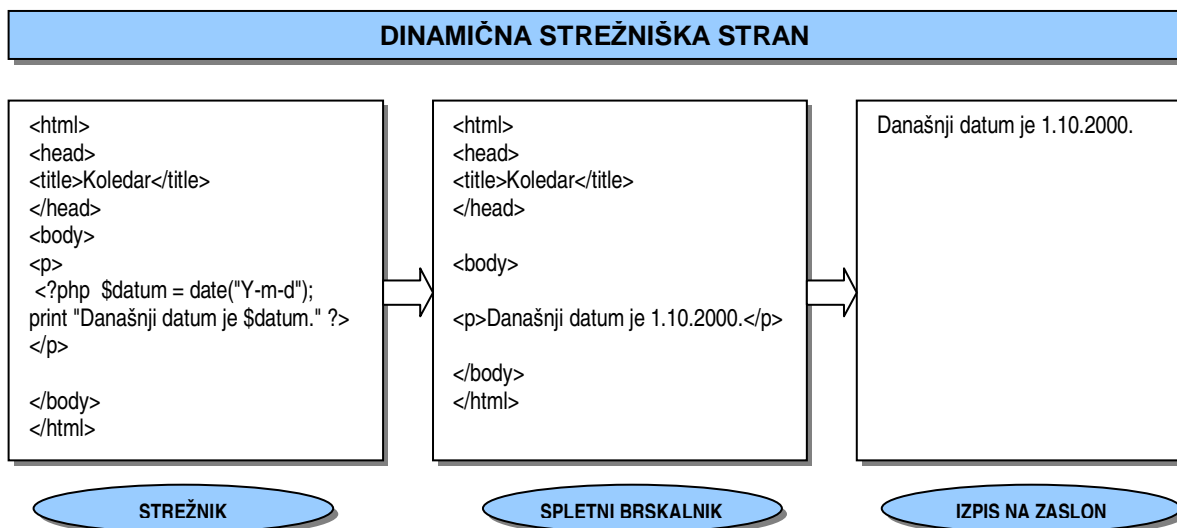 DINAMIČNA STREŽNIŠKA STRAN
<html>
<head>
<title>Koledar</title>
</head>
<body>
<p>
<?php $datum = date("Y-m-d");
print "Današnji datum je $datum." ?>
</p>
</body>
</html>
STREŽNIK
<html>
<head>
<title>Koledar</title>
</head>
<body>
<p>Današnji datum je 1.10.2000.</p>
</body>
</html>
SPLETNI BRSKALNIK
Današnji datum je 1.10.2000.
IZPIS NA ZASLON